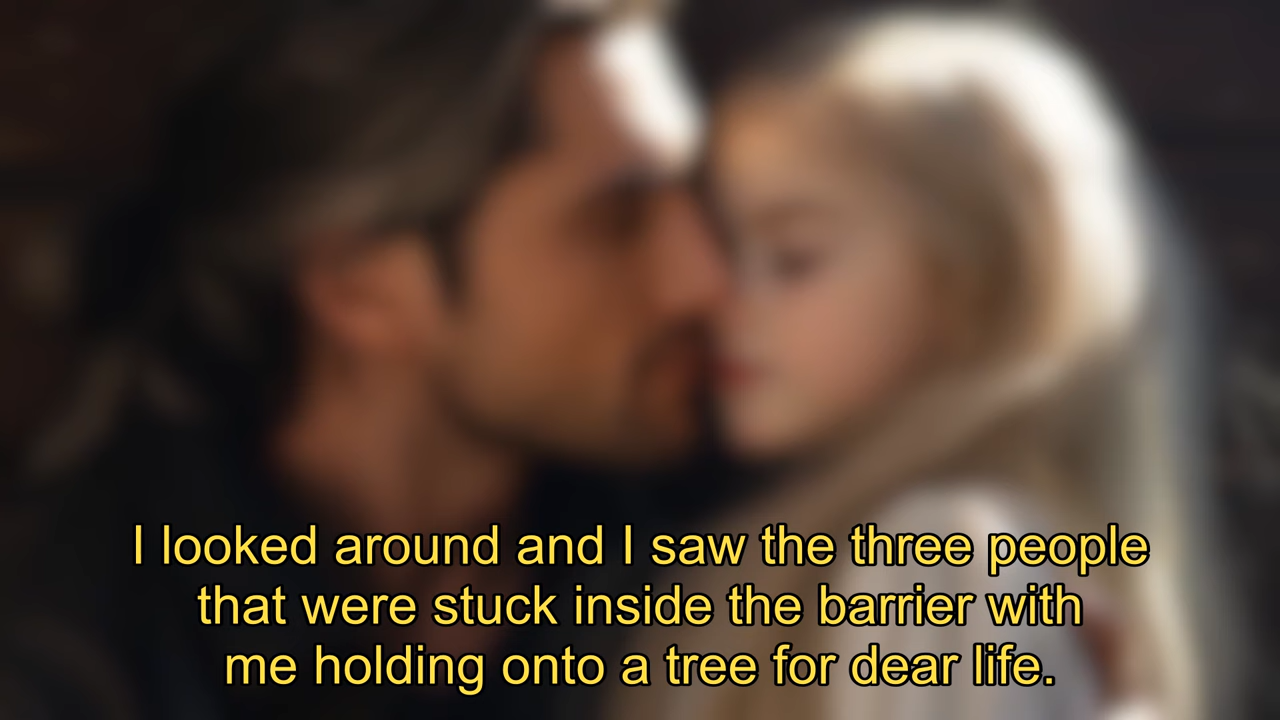 I looked around and I saw the three people
that were stuck inside the barrier with
me holding onto a tree for dear life.